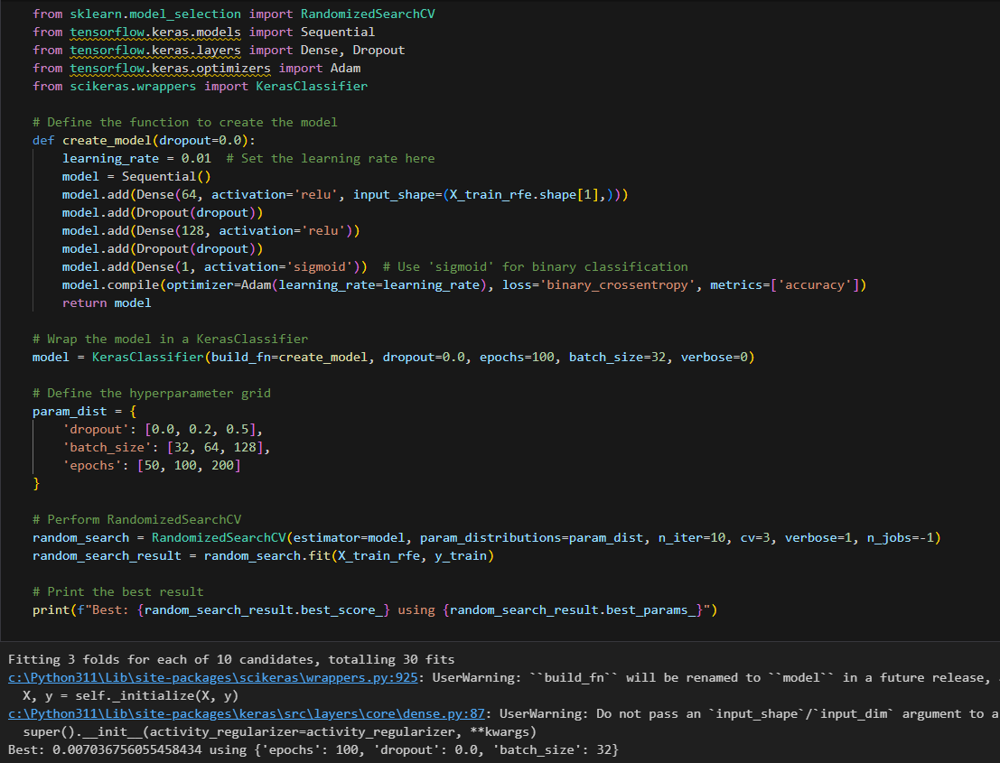 from sklearn.model_selection import RandomizedSearchCV
from tensorflow.keras.models import Sequential
from tensorflow.keras.layers import Dense, Dropout
from tensorflow.keras.optimizers import Adam
from scikeras.wrappers import KerasClassifier

# Define the function to create the model
def create_model(dropout=0.0):
    learning_rate = 0.01  # Set the learning rate here
    model = Sequential()
    model.add(Dense(64, activation='relu', input_shape=(X_train_rfe.shape[1],)))
    model.add(Dropout(dropout))
    model.add(Dense(128, activation='relu'))
    model.add(Dropout(dropout))
    model.add(Dense(1, activation='sigmoid'))  # Use 'sigmoid' for binary classification
    model.compile(optimizer=Adam(learning_rate=learning_rate), loss='binary_crossentropy', metrics=['accuracy'])
    return model

# Wrap the model in a KerasClassifier
model = KerasClassifier(build_fn=create_model, dropout=0.0, epochs=100, batch_size=32, verbose=0)

# Define the hyperparameter grid
param_dist = {
    'dropout': [0.0, 0.2, 0.5],
    'batch_size': [32, 64, 128],
    'epochs': [50, 100, 200]
}

# Perform RandomizedSearchCV
random_search = RandomizedSearchCV(estimator=model, param_distributions=param_dist, n_iter=10, cv=3, verbose=1, n_jobs=-1)
random_search_result = random_search.fit(X_train_rfe, y_train)

# Print the best result
print(f"Best: {random_search_result.best_score_} using {random_search_result.best_params_}")

Fitting 3 folds for each of 10 candidates, totalling 30 fits
c:\Python311\Lib\site-packages\scikeras\wrappers.py:925: UserWarning: ``build_fn`` will be renamed to ``model`` in a future release,
  X, y = self._initialize(X, y)
c:\Python311\Lib\site-packages\keras\src\layers\core\dense.py:87: UserWarning: Do not pass an `input_shape`/`input_dim` argument to a
  super().__init__(activity_regularizer=activity_regularizer, **kwargs)
Best: 0.007036756055458434 using {'epochs': 100, 'dropout': 0.0, 'batch_size': 32}